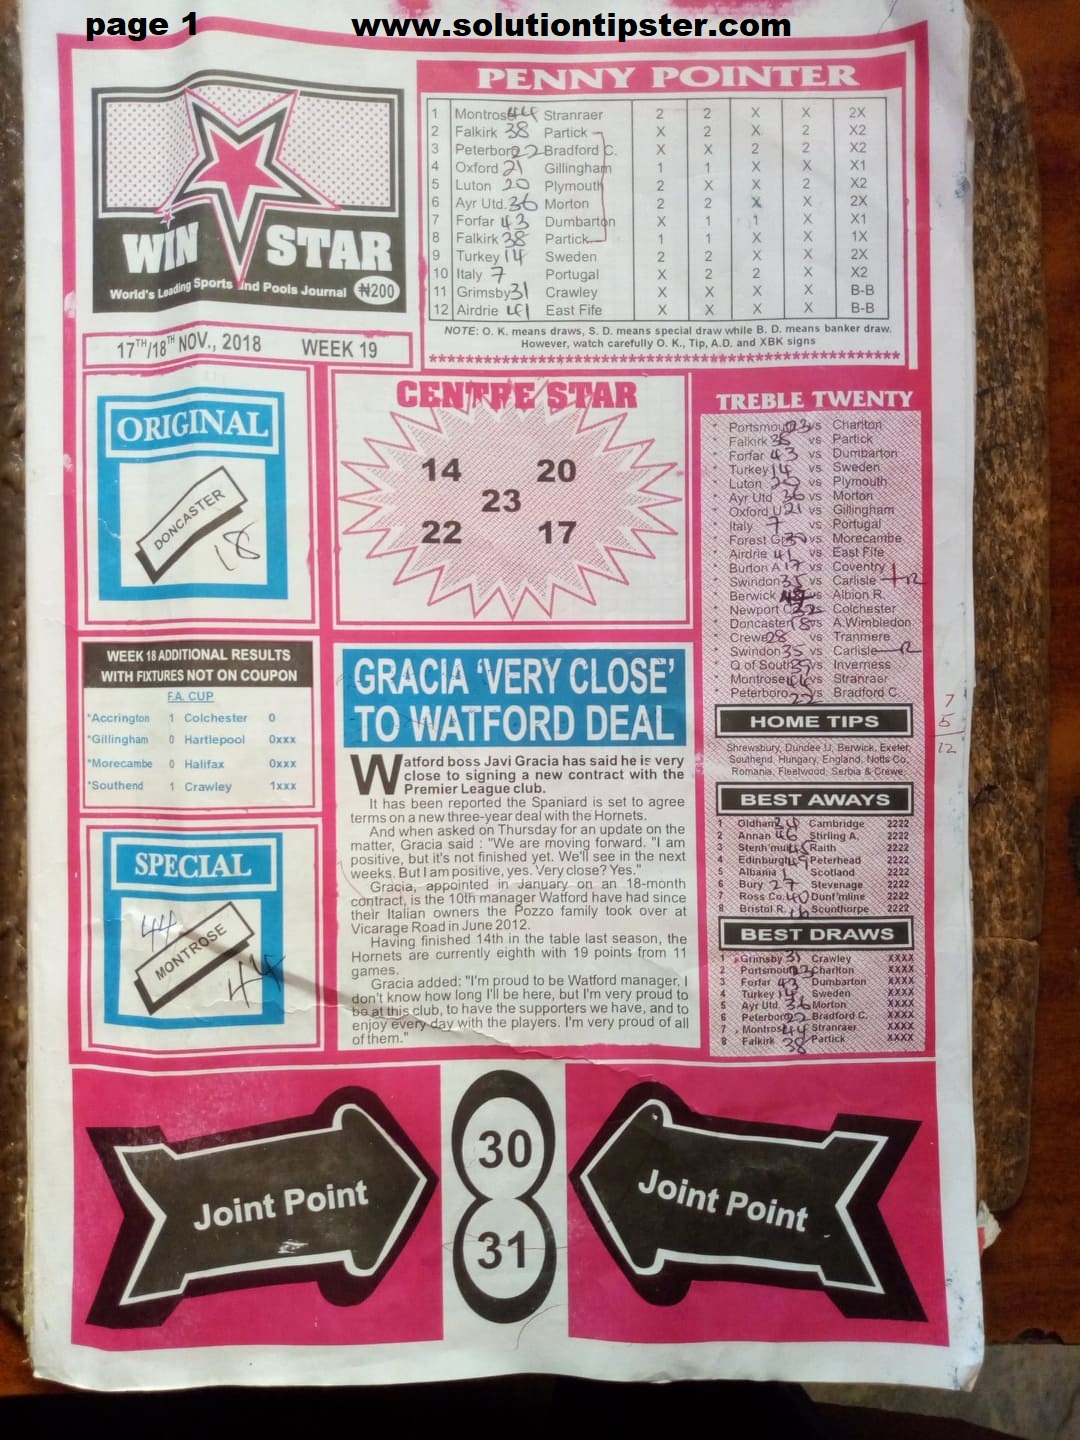 page 1
www.solutiontipster.com
WIN STAR
World's Leading Sports and Pools Journal ₦200
17TH/18TH NOV., 2018 WEEK 19
PENNY POINTER
1 Montrose 44 Stranraer 2 2 X X 2X
2 Falkirk 38 Partick X 2 X 2 X2
3 Peterboro 22 Bradford C. X X 2 2 X2
4 Oxford 21 Gillingham 1 1 X X X1
5 Luton 20 Plymouth 2 X X 2 X2
6 Ayr Utd. 36 Morton 2 2 X X 2X
7 Forfar 43 Dumbarton X 1 1 X X1
8 Falkirk 38 Partick 1 1 X X 1X
9 Turkey 14 Sweden 2 2 X X 2X
10 Italy 7 Portugal X 2 2 X X2
11 Grimsby 31 Crawley X X X X B-B
12 Airdrie 41 East Fife X X X X B-B
NOTE: O. K. means draws, S. D. means special draw while B. D. means banker draw.
However, watch carefully O. K., Tip, A.D. and XBK signs
ORIGINAL
DONCASTER
18
CENTRE STAR
14 20
23
22 17
TREBLE TWENTY
* Portsmouth 23 vs Charlton
* Falkirk 38 vs Partick
* Forfar 43 vs Dumbarton
* Turkey 14 vs Sweden
* Luton 20 vs Plymouth
* Ayr Utd 36 vs Morton
* Oxford U 21 vs Gillingham
* Italy 7 vs Portugal
* Forest G 30 vs Morecambe
* Airdrie 41 vs East Fife
* Burton A 17 vs Coventry
* Swindon 35 vs Carlisle
* Berwick vs Albion R.
* Newport C 32 vs Colchester
* Doncaster 18 vs A.Wimbledon
* Crewe 28 vs Tranmere
* Swindon 35 vs Carlisle
* Q of South 39 vs Inverness
* Montrose 44 vs Stranraer
* Peterboro 22 vs Bradford C
7
5
12
WEEK 18 ADDITIONAL RESULTS
WITH FIXTURES NOT ON COUPON
F.A. CUP
*Accrington 1 Colchester 0
*Gillingham 0 Hartlepool 0xxx
*Morecambe 0 Halifax 0xxx
*Southend 1 Crawley 1xxx
SPECIAL
44
MONTROSE
44
GRACIA 'VERY CLOSE'
TO WATFORD DEAL
Watford boss Javi Gracia has said he is very
close to signing a new contract with the
Premier League club.
It has been reported the Spaniard is set to agree
terms on a new three-year deal with the Hornets.
And when asked on Thursday for an update on the
matter, Gracia said : "We are moving forward. "I am
positive, but it's not finished yet. We'll see in the next
weeks. But I am positive, yes. Very close? Yes."
Gracia, appointed in January on an 18-month
contract, is the 10th manager Watford have had since
their Italian owners the Pozzo family took over at
Vicarage Road in June 2012.
Having finished 14th in the table last season, the
Hornets are currently eighth with 19 points from 11
games.
Gracia added: "I'm proud to be Watford manager. I
don't know how long I'll be here, but I'm very proud to
be at this club, to have the supporters we have, and to
enjoy every day with the players. I'm very proud of all
of them."
HOME TIPS
Shrewsbury, Dundee U, Berwick, Exeter,
Southend, Hungary, England, Notts Co,
Romania, Fleelwood, Serbia & Crewe.
BEST AWAYS
1 Oldham 34 Cambridge 2222
2 Annan 46 Stirling A. 2222
3 Stenh'muir 45 Raith 2222
4 Edinburgh 49 Peterhead 2222
5 Albania 1 Scotland 2222
6 Bury 27 Stevenage 2222
7 Ross Co. 40 Dunf'mline 2222
8 Bristol R. 16 Scunthorpe 2222
BEST DRAWS
1 Grimsby 31 Crawley XXXX
2 Portsmouth 23 Charlton XXXX
3 Forfar 43 Dumbarton XXXX
4 Turkey 14 Sweden XXXX
5 Ayr Utd. 36 Morton XXXX
6 Peterboro 22 Bradford C. XXXX
7 Montrose 44 Stranraer XXXX
8 Falkirk 38 Partick XXXX
Joint Point
30
31
Joint Point